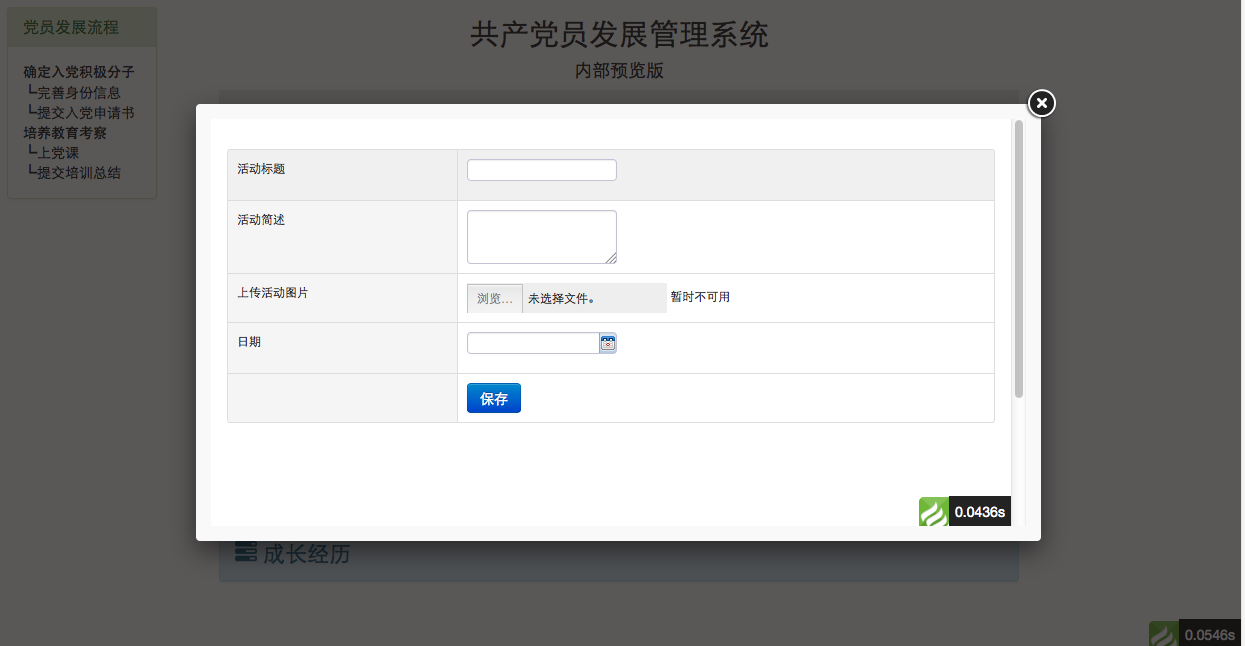 党员发展流程
确定入党积极分子
┗完善身份信息
┗提交入党申请书
培养教育考察
┗上党课
┗提交培训总结
共产党员发展管理系统
内部预览版
活动标题
活动简述
上传活动图片
浏览... 未选择文件。 暂时不可用
日期
保存
0.0436s
成长经历
0.0546s